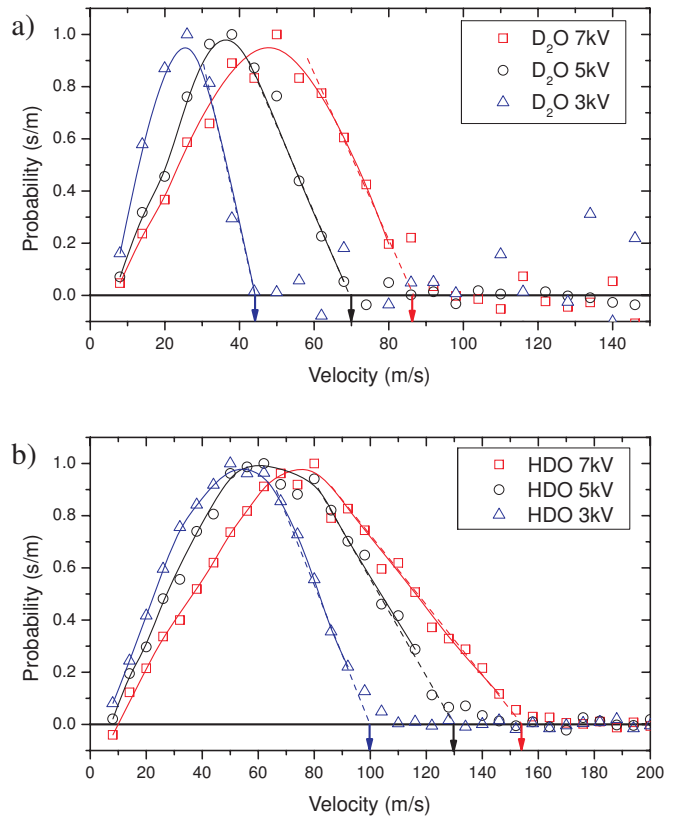 a)
D₂O 7kV
D₂O 5kV
D₂O 3kV
1.0
0.8
0.6
0.4
0.2
0.0
Probability (s/m)
0 20 40 60 80 100 120 140
Velocity (m/s)
b)
HDO 7kV
HDO 5kV
HDO 3kV
1.0
0.8
0.6
0.4
0.2
0.0
Probability (s/m)
0 20 40 60 80 100 120 140 160 180 200
Velocity (m/s)